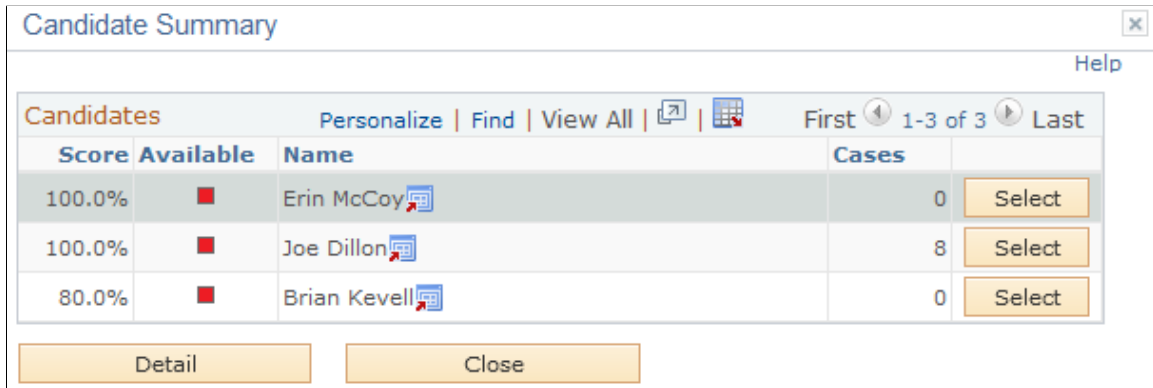 Candidate Summary
Help
Candidates Personalize | Find | View All | | First 1-3 of 3 Last
Score Available Name Cases
100.0% Erin McCoy 0 Select
100.0% Joe Dillon 8 Select
80.0% Brian Kevell 0 Select
Detail Close